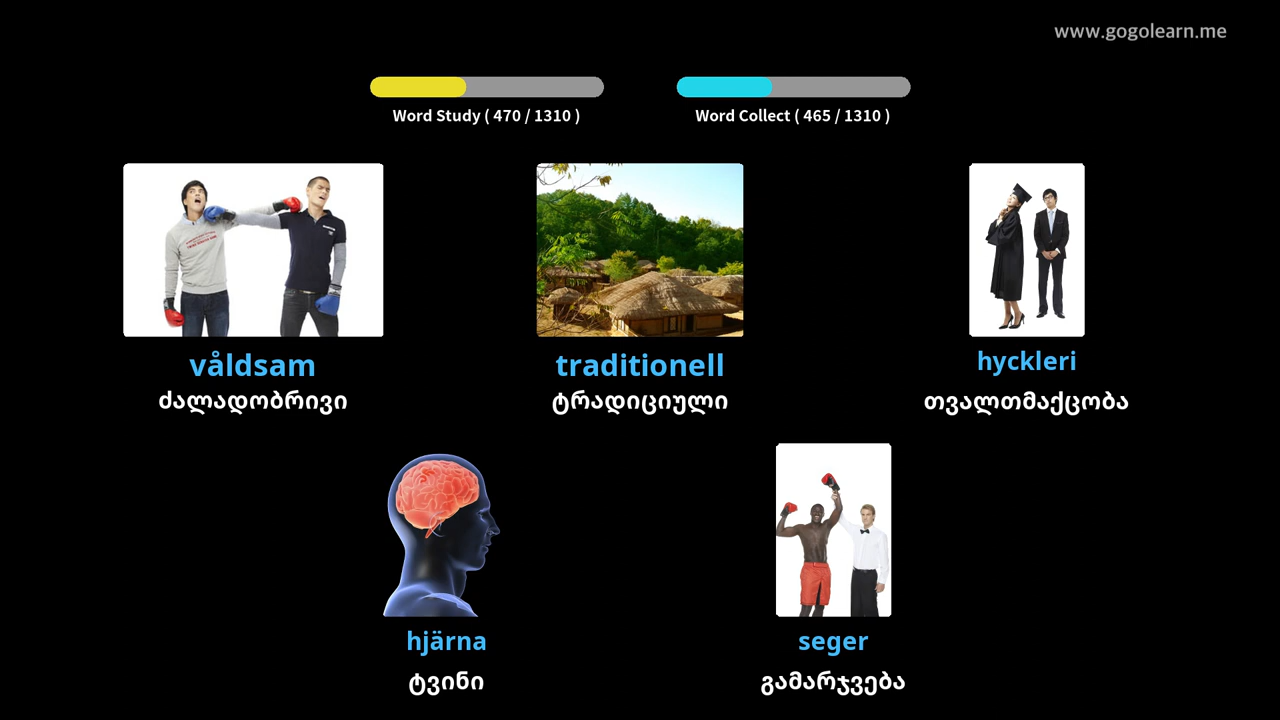 www.gogolearn.me
Word Study ( 470 / 1310 )
Word Collect ( 465 / 1310 )
våldsam
ძალადობრივი
traditionell
ტრადიციული
hyckleri
თვალთმაქცობა
hjärna
ტვინი
seger
გამარჯვება